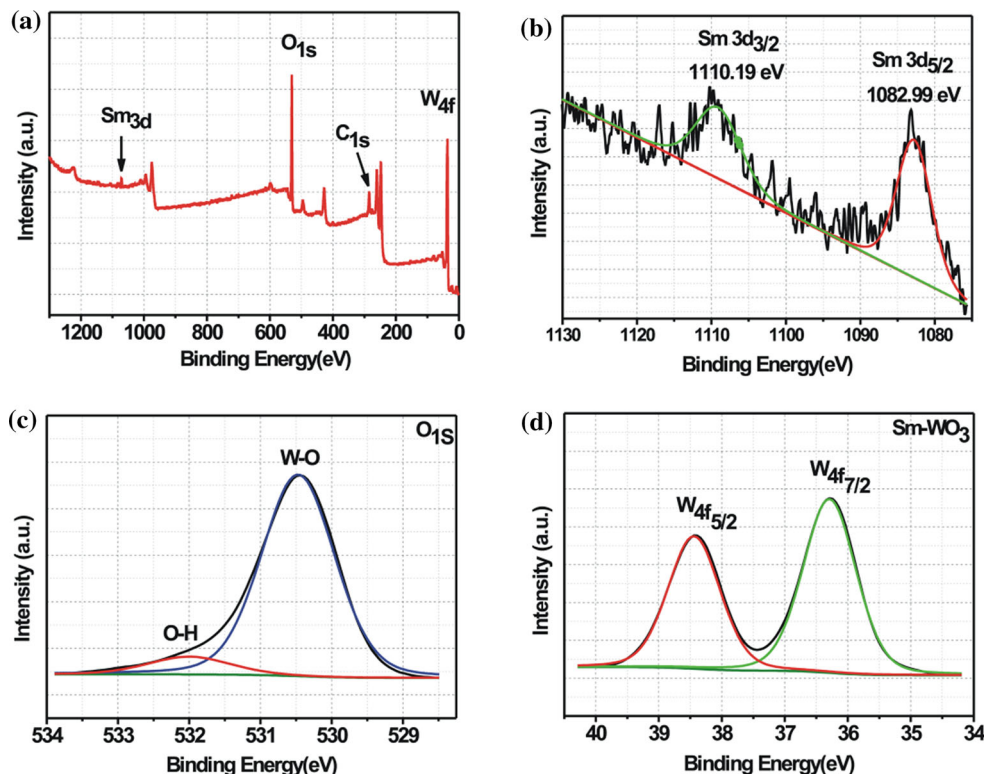 (a)
O1s
W4f
Sm3d
C1s
Intensity (a.u.)
1200 1000 800 600 400 200 0
Binding Energy(eV)
(b)
Sm 3d3/2
1110.19 eV
Sm 3d5/2
1082.99 eV
Intensity (a.u.)
1130 1120 1110 1100 1090 1080
Binding Energy(eV)
(c)
O1S
W-O
O-H
Intensity (a.u.)
534 533 532 531 530 529
Binding Energy(eV)
(d)
Sm-WO3
W4f7/2
W4f5/2
Intensity (a.u.)
40 39 38 37 36 35 34
Binding Energy(eV)